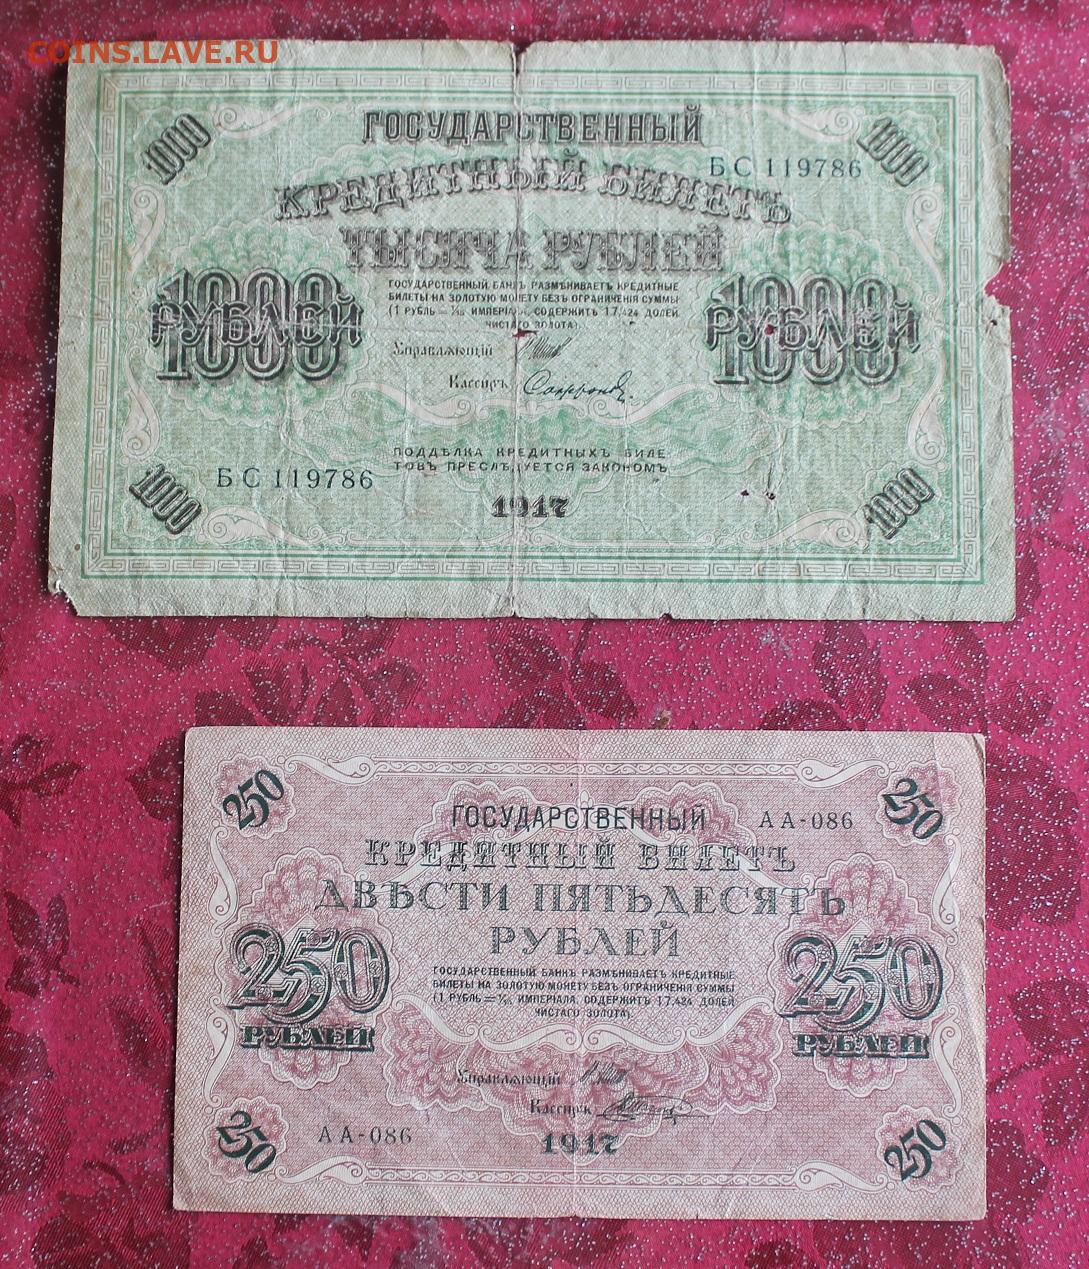 COINS.LAVE.RU
1000
1000
ГОСУДАРСТВЕННЫЙ
БС 119786
КРЕДИТНЫЙ БИЛЕТЪ
ТЫСЯЧА РУБЛЕЙ
1000
РУБЛЕЙ
1000
РУБЛЕЙ
ГОСУДАРСТВЕННЫЙ БАНКЪ РАЗМѢНИВАЕТЪ КРЕДИТНЫЕ
БИЛЕТЫ НА ЗОЛОТУЮ МОНЕТУ БЕЗЪ ОГРАНИЧЕНІЯ СУММЫ
(1 РУБЛЬ = 1/15 ИМПЕРІАЛА, СОДЕРЖИТЪ 17,424 ДОЛЕЙ
ЧИСТАГО ЗОЛОТА).
Управляющій
Кассиръ Сафронов
ПОДДѢЛКА КРЕДИТНЫХЪ БИЛЕ-
ТОВЪ ПРЕСЛѢДУЕТСЯ ЗАКОНОМЪ
БС 119786
1917
1000
1000
250
250
ГОСУДАРСТВЕННЫЙ
АА-086
КРЕДИТНЫЙ БИЛЕТЪ
ДВѢСТИ ПЯТЬДЕСЯТЪ
РУБЛЕЙ
250
РУБЛЕЙ
250
РУБЛЕЙ
ГОСУДАРСТВЕННЫЙ БАНКЪ РАЗМѢНИВАЕТЪ КРЕДИТНЫЕ
БИЛЕТЫ НА ЗОЛОТУЮ МОНЕТУ БЕЗЪ ОГРАНИЧЕНІЯ СУММЫ
(1 РУБЛЬ = 1/15 ИМПЕРІАЛА, СОДЕРЖИТЪ 17,424 ДОЛЕЙ
ЧИСТАГО ЗОЛОТА).
Управляющій
Кассиръ
АА-086
1917
250
250